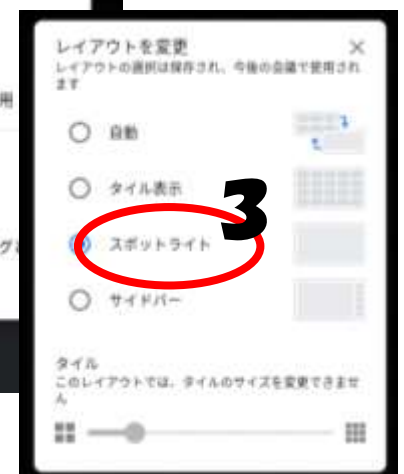 レイアウトを変更
レイアウトの選択は保存され、今後の会議で使用され
ます
用
自動
タイル表示
3
グ
スポットライト
サイドバー
タイル
このレイアウトでは、タイルのサイズを変更できませ
ん